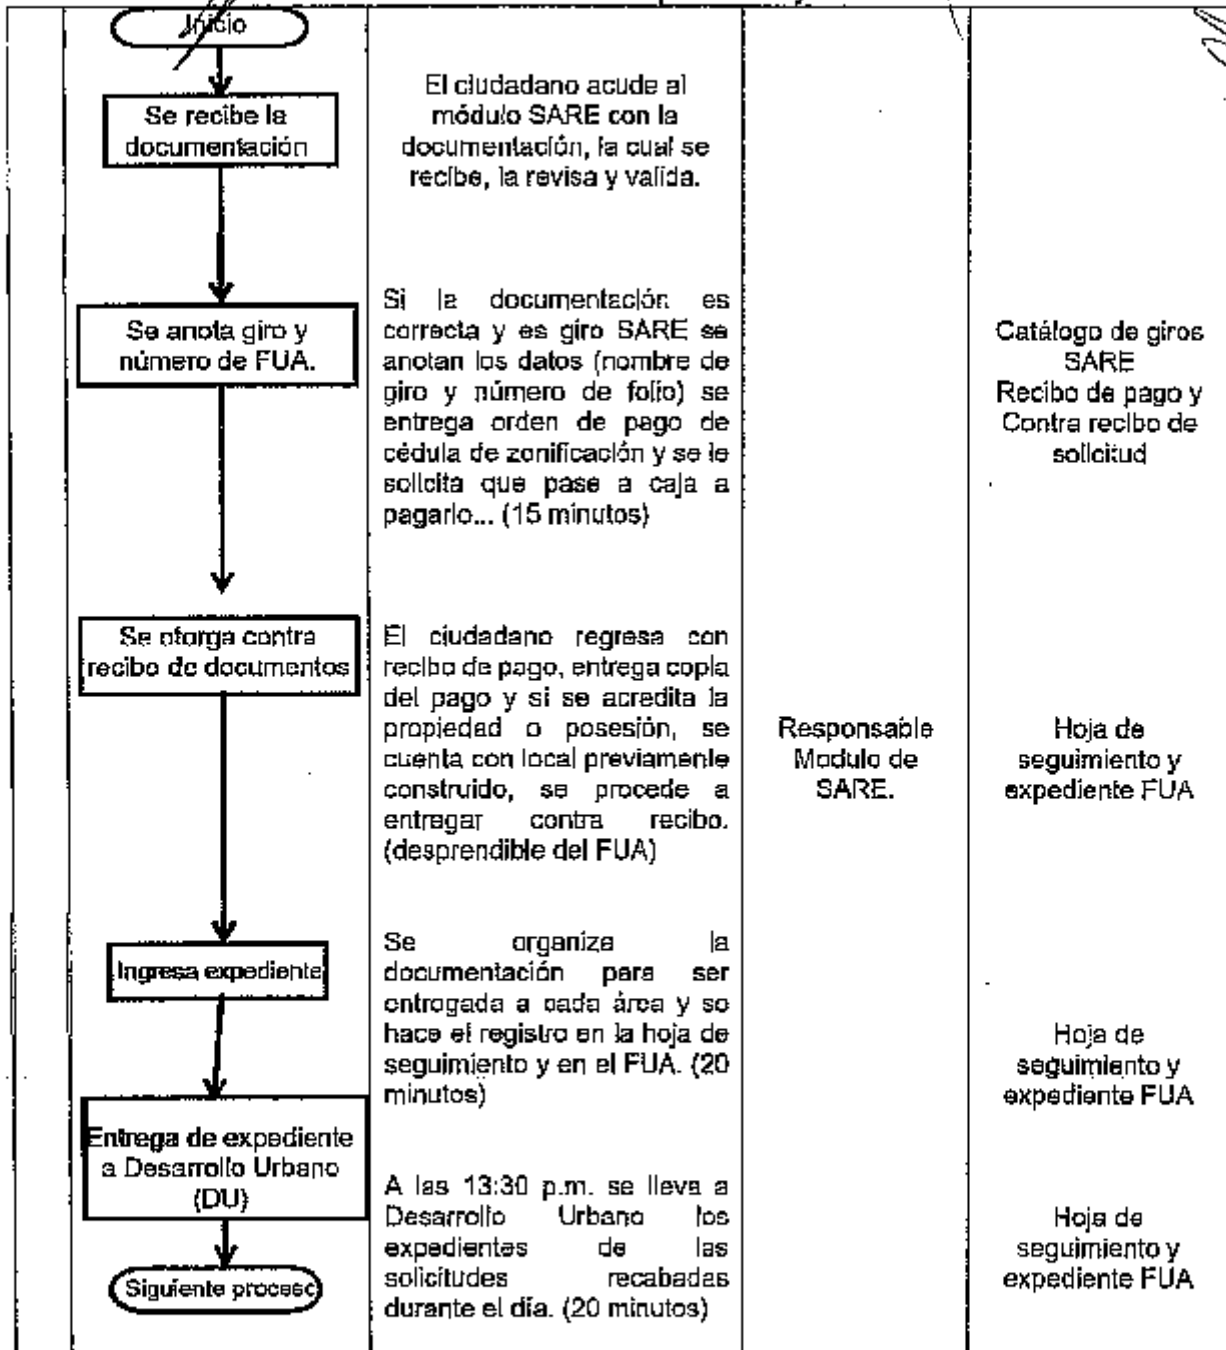 Inicio
Se recibe la
documentación
El ciudadano acude al
módulo SARE con la
documentación, la cual se
recibe, la revisa y valida.
Se anota giro y
número de FUA.
Si la documentación es
correcta y es giro SARE se
anotan los datos (nombre de
giro y número de folio) se
entrega orden de pago de
cédula de zonificación y se le
solicita que pase a caja a
pagarlo... (15 minutos)
Catálogo de giros
SARE
Recibo de pago y
Contra recibo de
solicitud
Se otorga contra
recibo de documentos
El ciudadano regresa con
recibo de pago, entrega copia
del pago y si se acredita la
propiedad o posesión, se
cuenta con local previamente
construido, se procede a
entregar contra recibo.
(desprendible del FUA)
Responsable
Modulo de
SARE.
Hoja de
seguimiento y
expediente FUA
Ingresa expediente
Se organiza la
documentación para ser
entregada a cada área y se
hace el registro en la hoja de
seguimiento y en el FUA. (20
minutos)
Hoja de
seguimiento y
expediente FUA
Entrega de expediente
a Desarrollo Urbano
(DU)
A las 13:30 p.m. se lleva a
Desarrollo Urbano los
expedientes de las
solicitudes recabadas
durante el día. (20 minutos)
Hoja de
seguimiento y
expediente FUA
Siguiente proceso